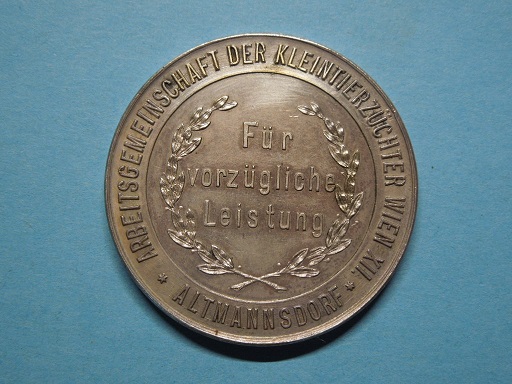 ARBEITSGEMEINSCHAFT DER KLEINTIERZÜCHTER WIEN XII.
* ALTMANNSDORF *
Für
vorzügliche
Leistung